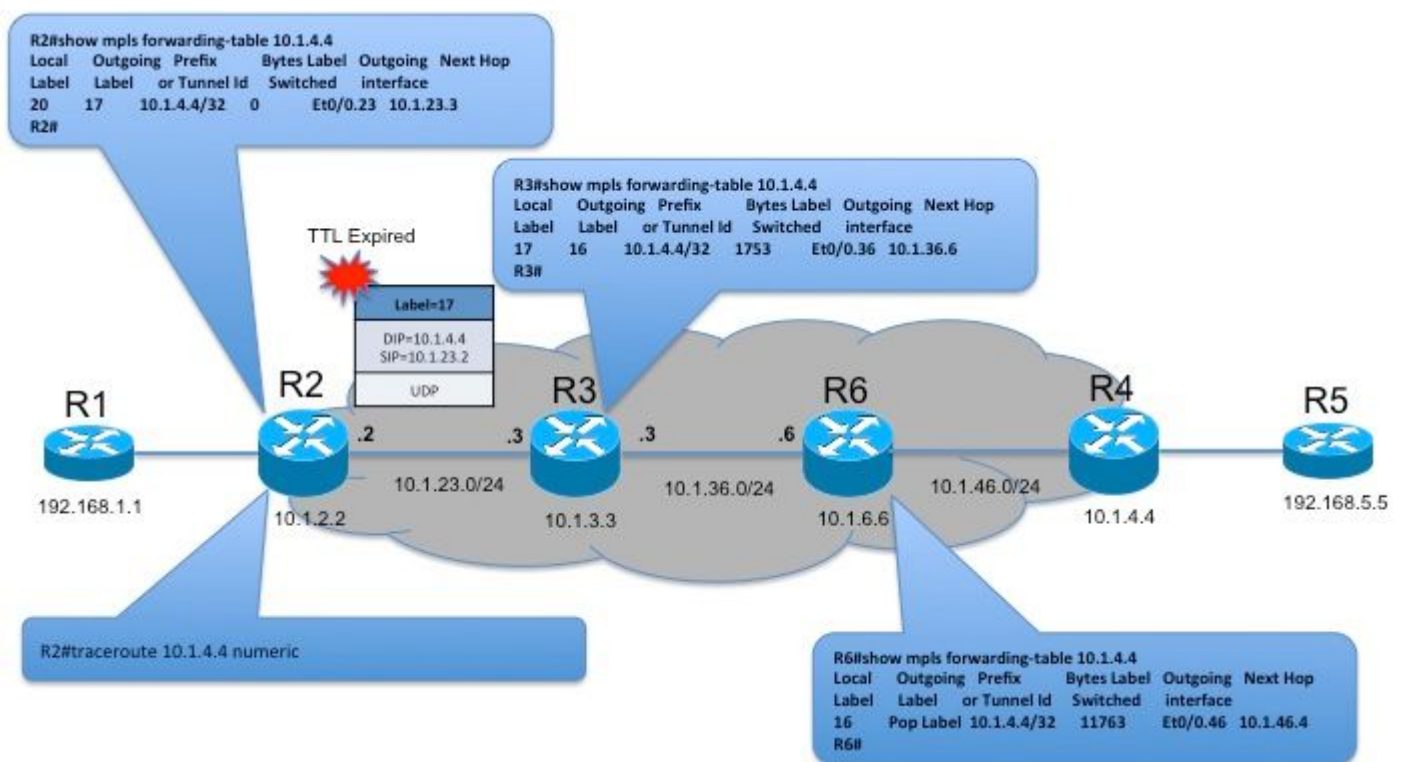 R2#show mpls forwarding-table 10.1.4.4
Local Outgoing Prefix Bytes Label Outgoing Next Hop
Label Label or Tunnel Id Switched interface
20 17 10.1.4.4/32 0 Et0/0.23 10.1.23.3
R2#
R3#show mpls forwarding-table 10.1.4.4
Local Outgoing Prefix Bytes Label Outgoing Next Hop
Label Label or Tunnel Id Switched interface
17 16 10.1.4.4/32 1753 Et0/0.36 10.1.36.6
R3#
TTL Expired
Label=17
DIP=10.1.4.4
SIP=10.1.23.2
UDP
R1
R2
R3
R6
R4
R5
.2
.3
.3
.6
192.168.1.1
10.1.23.0/24
10.1.36.0/24
10.1.46.0/24
192.168.5.5
10.1.2.2
10.1.3.3
10.1.6.6
10.1.4.4
R2#traceroute 10.1.4.4 numeric
R6#show mpls forwarding-table 10.1.4.4
Local Outgoing Prefix Bytes Label Outgoing Next Hop
Label Label or Tunnel Id Switched interface
16 Pop Label 10.1.4.4/32 11763 Et0/0.46 10.1.46.4
R6#